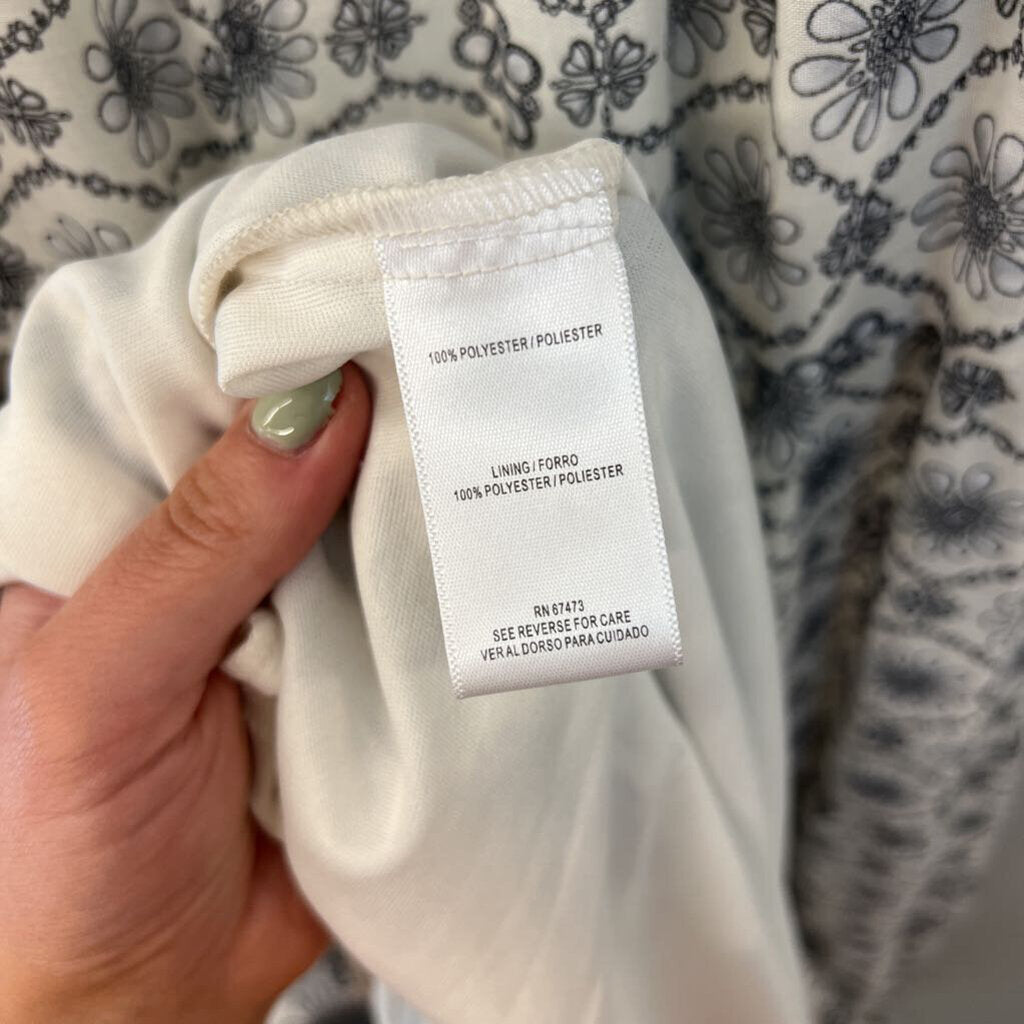 100% POLYESTER / POLIESTER
LINING / FORRO
100% POLYESTER / POLIESTER
RN 67473
SEE REVERSE FOR CARE
VER AL DORSO PARA CUIDADO